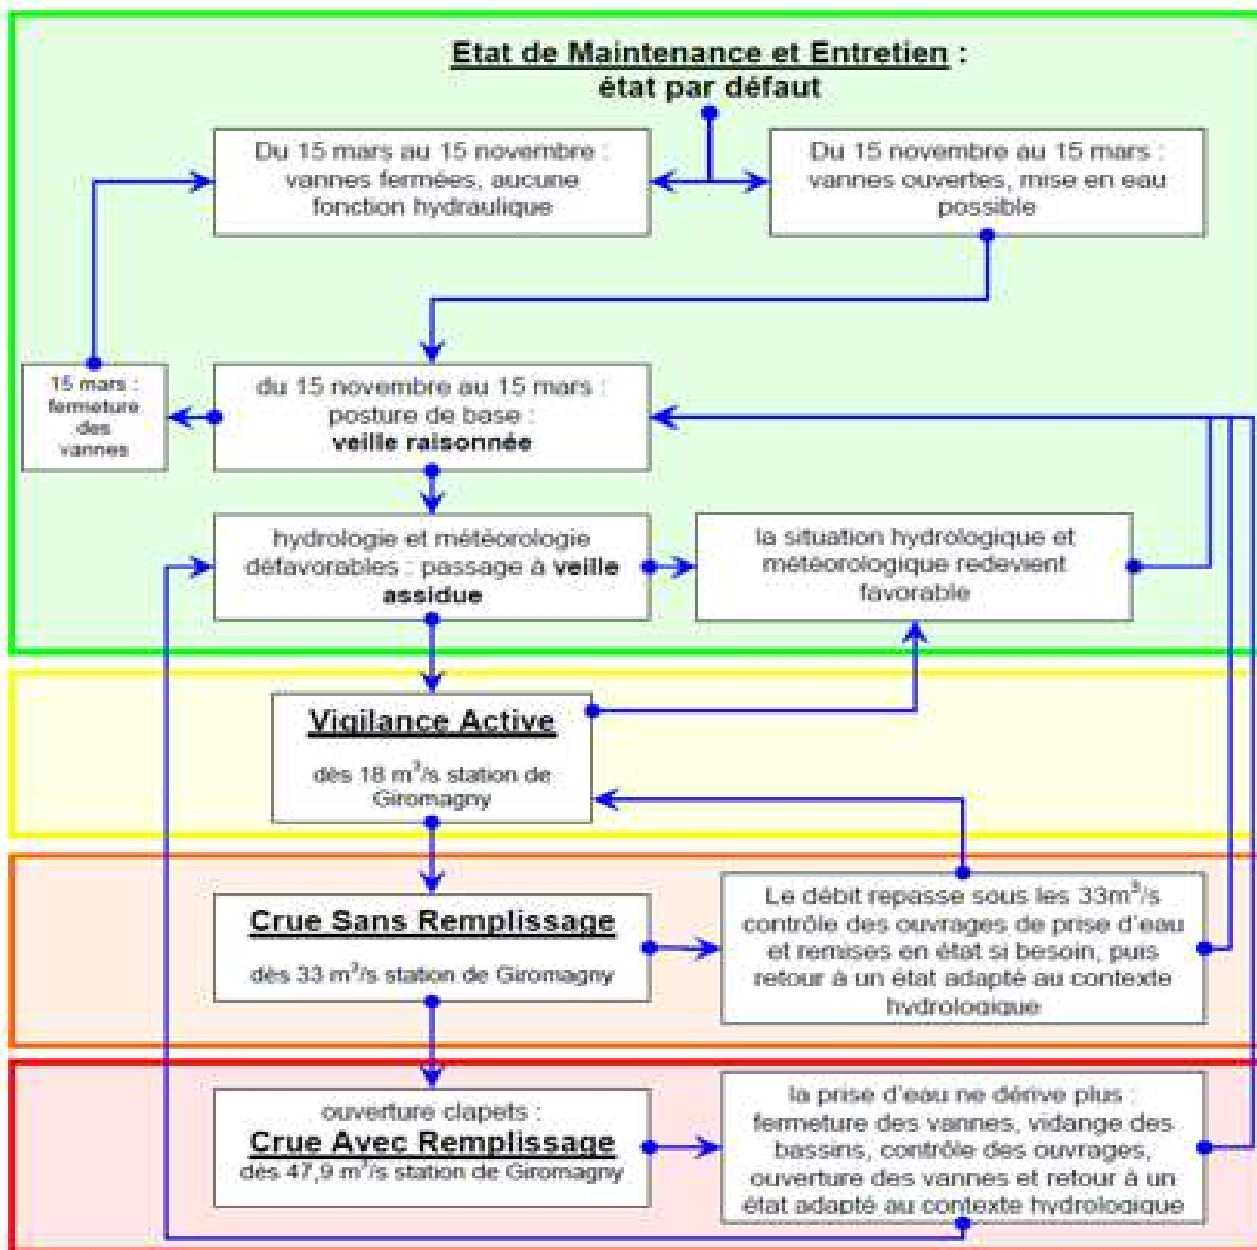 Etat de Maintenance et Entretien :
état par défaut
Du 15 mars au 15 novembre :
vannes fermées, aucune
fonction hydraulique
Du 15 novembre au 15 mars :
vannes ouvertes, mise en eau
possible
15 mars :
fermeture
des
vannes
du 15 novembre au 15 mars :
posture de base :
veille raisonnée
hydrologie et météorologie
défavorables : passage à veille
assidue
la situation hydrologique et
météorologique redevient
favorable
Vigilance Active
dès 18 m³/s station de
Giromagny
Crue Sans Remplissage
dès 33 m³/s station de Giromagny
Le débit repasse sous les 33m³/s
contrôle des ouvrages de prise d'eau
et remises en état si besoin, puis
retour à un état adapté au contexte
hydrologique
ouverture clapets :
Crue Avec Remplissage
dès 47,9 m³/s station de Giromagny
la prise d'eau ne dérive plus :
fermeture des vannes, vidange des
bassins, contrôle des ouvrages,
ouverture des vannes et retour à un
état adapté au contexte hydrologique